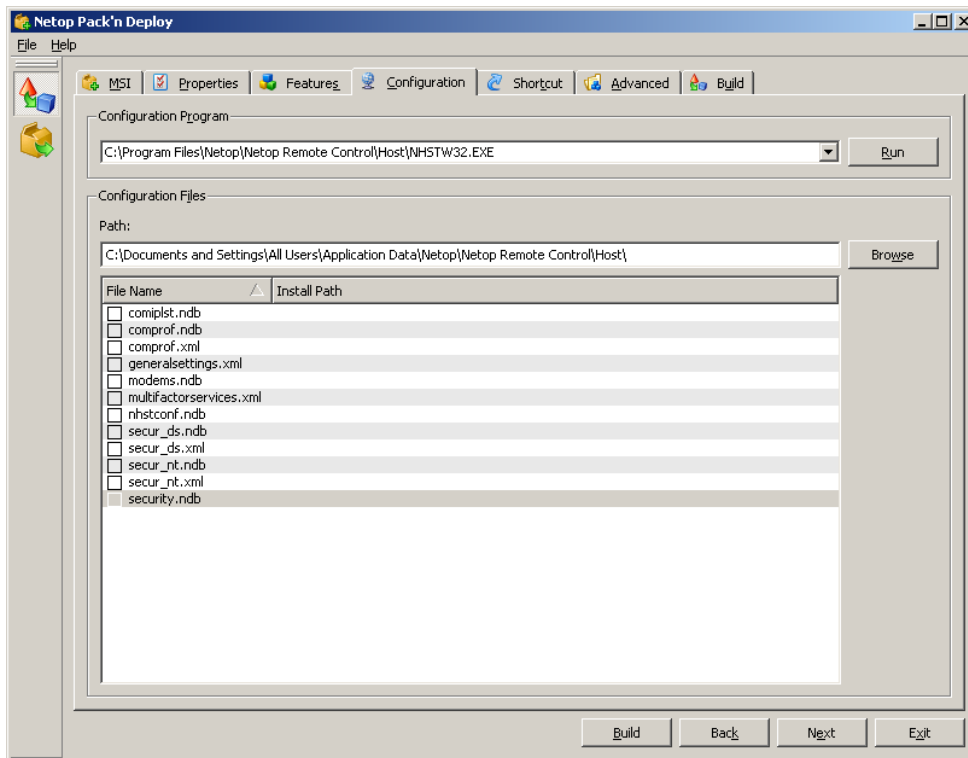 Netop Pack'n Deploy
File Help
MSI Properties Features Configuration Shortcut Advanced Build
Configuration Program
C:\Program Files\Netop\Netop Remote Control\Host\NHSTW32.EXE Run
Configuration Files
Path:
C:\Documents and Settings\All Users\Application Data\Netop\Netop Remote Control\Host\ Browse
File Name Install Path
comiplst.ndb
comprof.ndb
comprof.xml
generalsettings.xml
modems.ndb
multifactorservices.xml
nhstconf.ndb
secur_ds.ndb
secur_ds.xml
secur_nt.ndb
secur_nt.xml
security.ndb
Build Back Next Exit